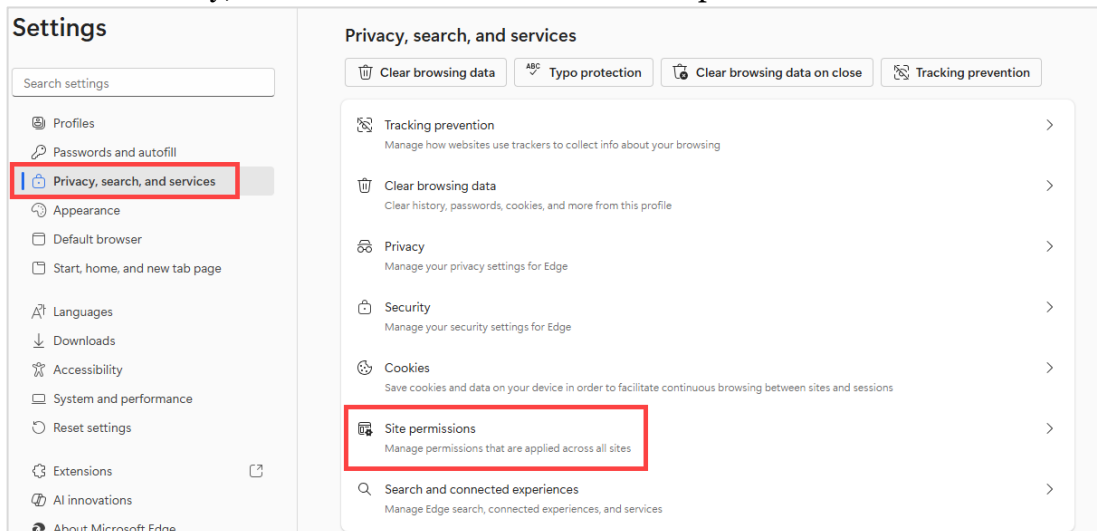 Settings
Search settings
Profiles
Passwords and autofill
Privacy, search, and services
Appearance
Default browser
Start, home, and new tab page
Languages
Downloads
Accessibility
System and performance
Reset settings
Extensions
AI innovations
About Microsoft Edge
Privacy, search, and services
Clear browsing data
ABC Typo protection
Clear browsing data on close
Tracking prevention
Tracking prevention
Manage how websites use trackers to collect info about your browsing
Clear browsing data
Clear history, passwords, cookies, and more from this profile
Privacy
Manage your privacy settings for Edge
Security
Manage your security settings for Edge
Cookies
Save cookies and data on your device in order to facilitate continuous browsing between sites and sessions
Site permissions
Manage permissions that are applied across all sites
Search and connected experiences
Manage Edge search, connected experiences, and services